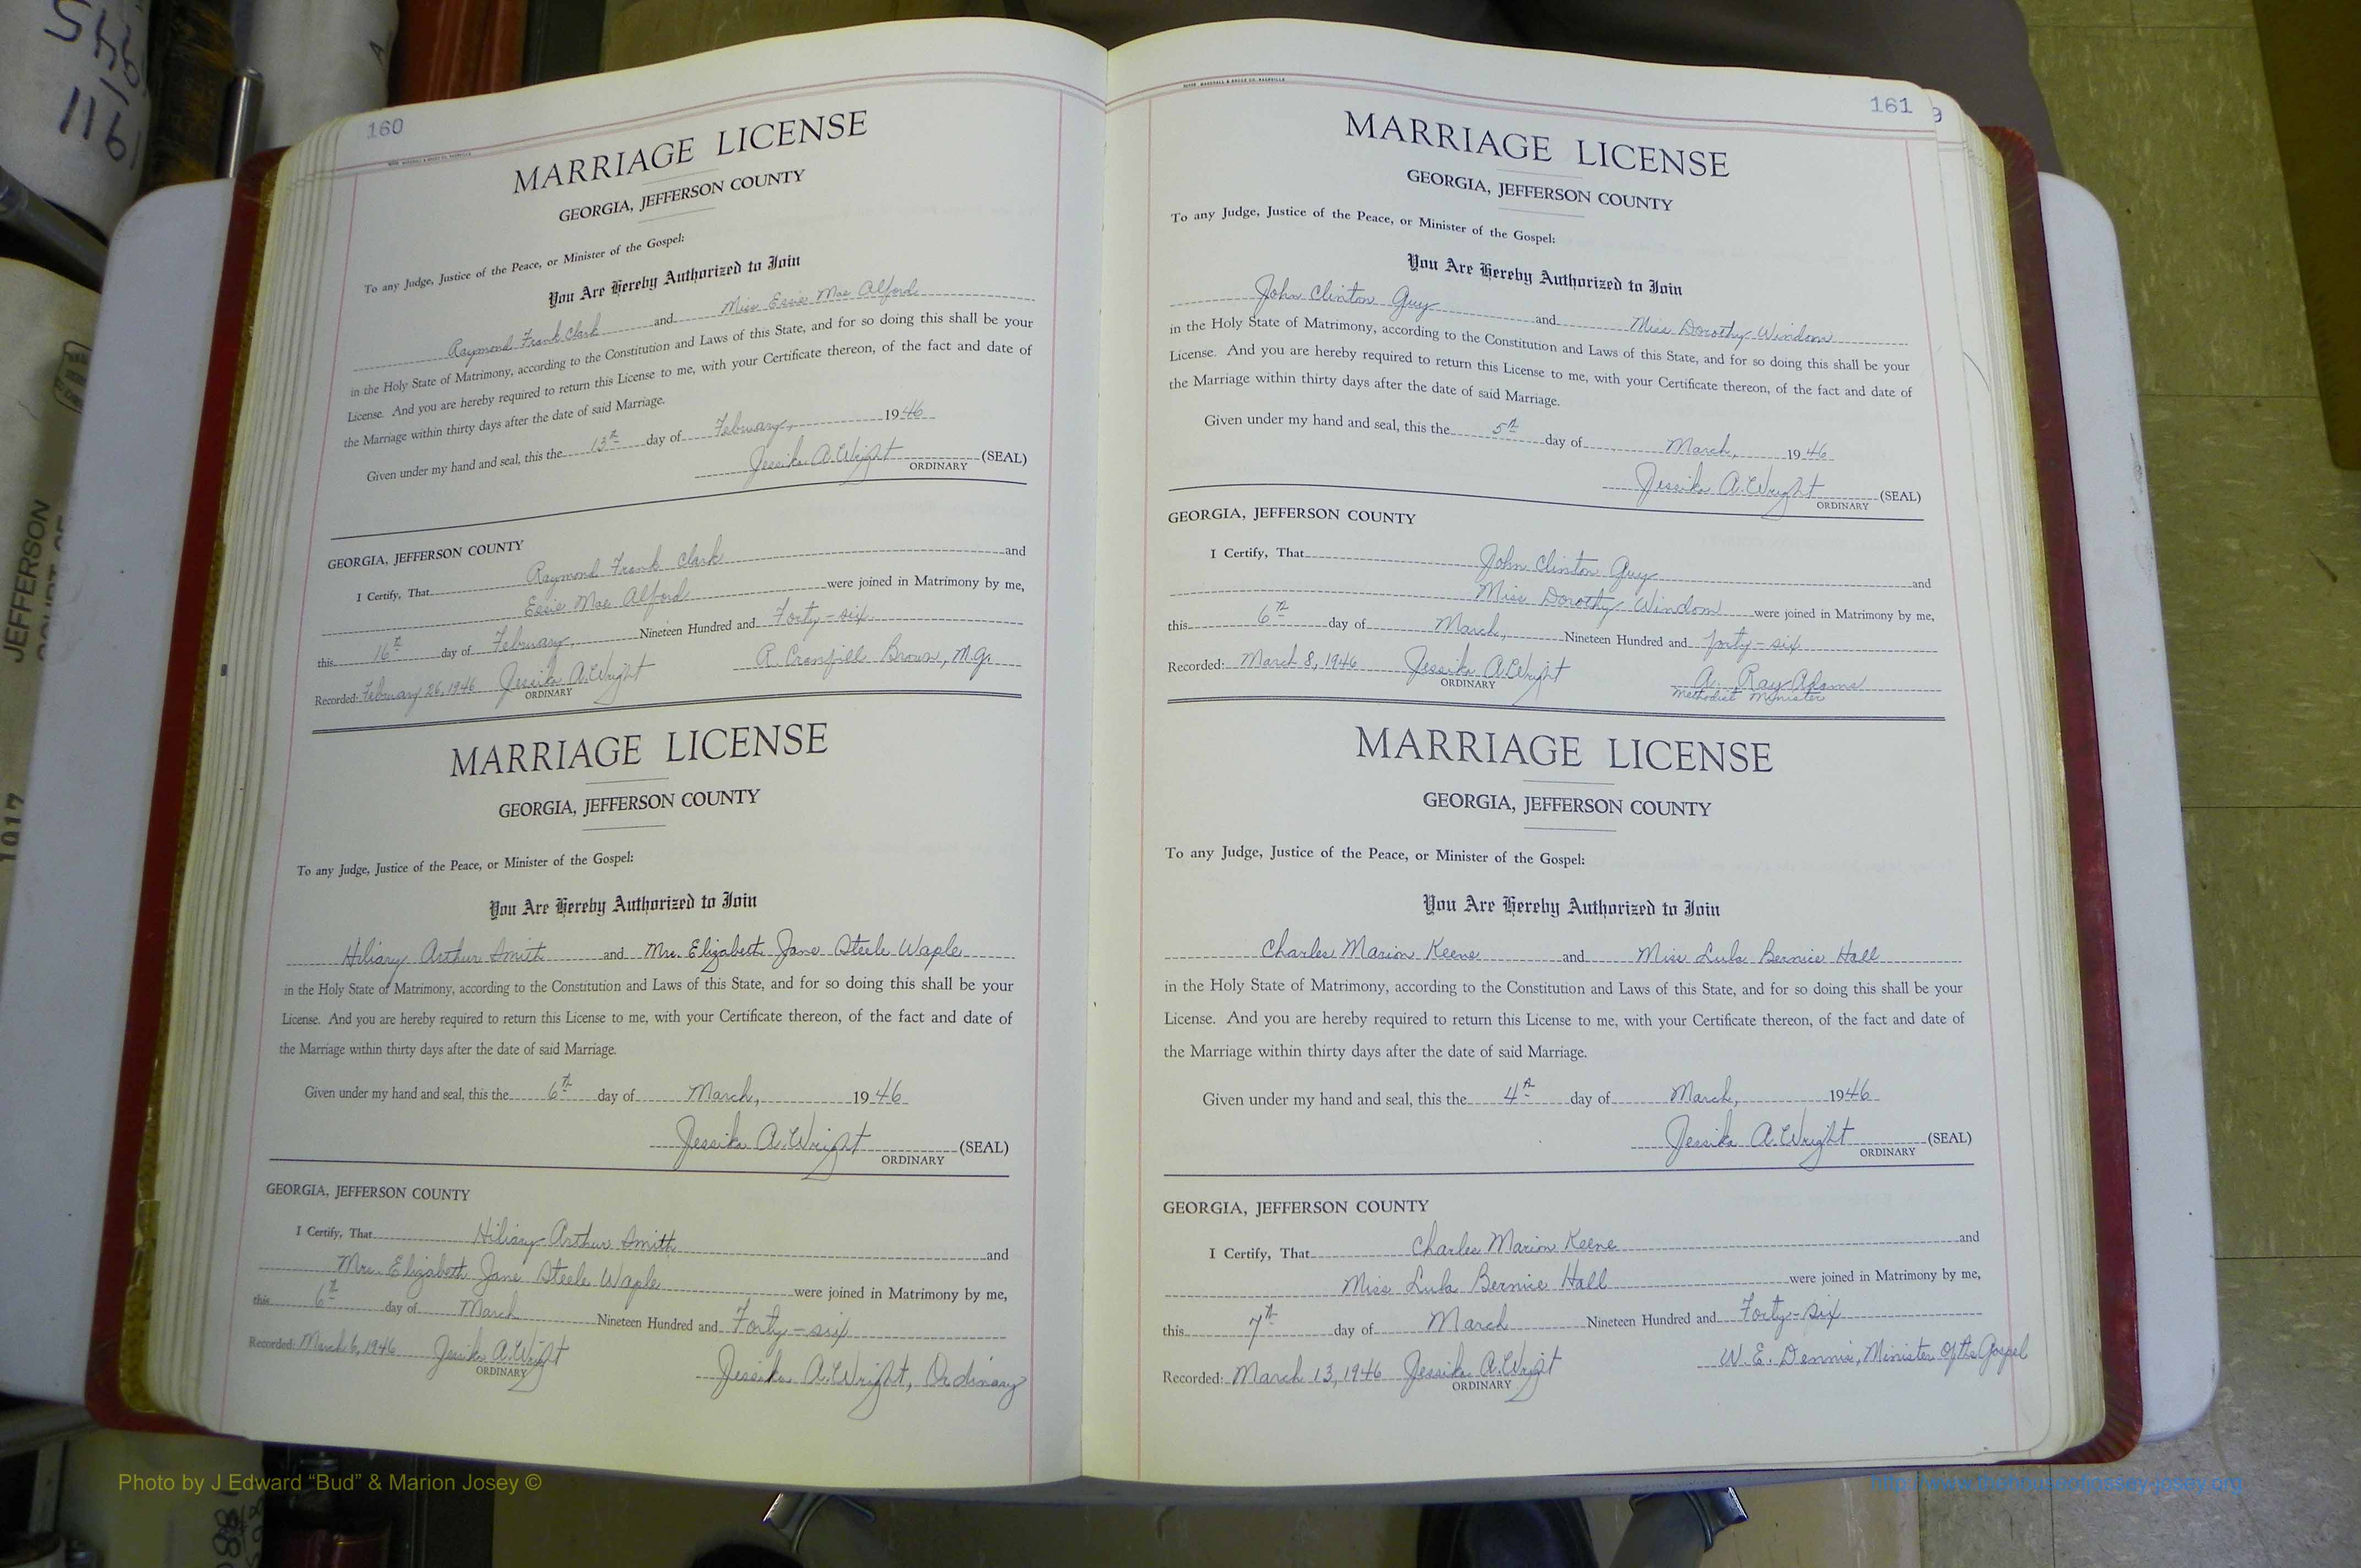 160
MARRIAGE LICENSE
GEORGIA, JEFFERSON COUNTY
To any Judge, Justice of the Peace, or Minister of the Gospel:
You Are Hereby Authorized to Join
Raymond Frank Clark and Miss Essie Mae Alford
in the Holy State of Matrimony, according to the Constitution and Laws of this State, and for so doing this shall be your
License. And you are hereby required to return this License to me, with your Certificate thereon, of the fact and date of
the Marriage within thirty days after the date of said Marriage.
Given under my hand and seal, this the 13th day of February, 1946
Jessika A. Wright (SEAL)
ORDINARY
GEORGIA, JEFFERSON COUNTY
I Certify, That Raymond Frank Clark and
Essie Mae Alford were joined in Matrimony by me,
this 16th day of February, Nineteen Hundred and Forty-six.
Recorded: February 26, 1946 Jessika A. Wright R. Brown, M.G.
ORDINARY
MARRIAGE LICENSE
GEORGIA, JEFFERSON COUNTY
To any Judge, Justice of the Peace, or Minister of the Gospel:
You Are Hereby Authorized to Join
Hiliary Arthur Smith and Mrs. Elizabeth Jane Steele Waple
in the Holy State of Matrimony, according to the Constitution and Laws of this State, and for so doing this shall be your
License. And you are hereby required to return this License to me, with your Certificate thereon, of the fact and date of
the Marriage within thirty days after the date of said Marriage.
Given under my hand and seal, this the 6th day of March, 1946
Jessika A. Wright (SEAL)
ORDINARY
GEORGIA, JEFFERSON COUNTY
I Certify, That Hiliary Arthur Smith and
Mrs. Elizabeth Jane Steele Waple were joined in Matrimony by me,
this 6th day of March Nineteen Hundred and Forty-six
Recorded: March 6, 1946 Jessika A. Wright Jessika A. Wright, Ordinary
ORDINARY
161
MARRIAGE LICENSE
GEORGIA, JEFFERSON COUNTY
To any Judge, Justice of the Peace, or Minister of the Gospel:
You Are Hereby Authorized to Join
John Clinton Guy and Miss Dorothy Windom
in the Holy State of Matrimony, according to the Constitution and Laws of this State, and for so doing this shall be your
License. And you are hereby required to return this License to me, with your Certificate thereon, of the fact and date of
the Marriage within thirty days after the date of said Marriage.
Given under my hand and seal, this the 5th day of March, 1946
Jessika A. Wright (SEAL)
ORDINARY
GEORGIA, JEFFERSON COUNTY
I Certify, That John Clinton Guy and
Miss Dorothy Windom were joined in Matrimony by me,
this 6th day of March, Nineteen Hundred and forty-six
Recorded: March 8, 1946 Jessika A. Wright A. Ray Adams
ORDINARY Methodist Minister
MARRIAGE LICENSE
GEORGIA, JEFFERSON COUNTY
To any Judge, Justice of the Peace, or Minister of the Gospel:
You Are Hereby Authorized to Join
Charles Marion Keene and Miss Lula Bernice Hall
in the Holy State of Matrimony, according to the Constitution and Laws of this State, and for so doing this shall be your
License. And you are hereby required to return this License to me, with your Certificate thereon, of the fact and date of
the Marriage within thirty days after the date of said Marriage.
Given under my hand and seal, this the 4th day of March, 1946
Jessika A. Wright (SEAL)
ORDINARY
GEORGIA, JEFFERSON COUNTY
I Certify, That Charles Marion Keene and
Miss Lula Bernice Hall were joined in Matrimony by me,
this 7th day of March Nineteen Hundred and Forty-six
Recorded: March 13, 1946 Jessika A. Wright W. E. Dennis, Minister of the Gospel
ORDINARY
116
JEFFERSON
1017
Photo by J Edward “Bud” & Marion Josey ©